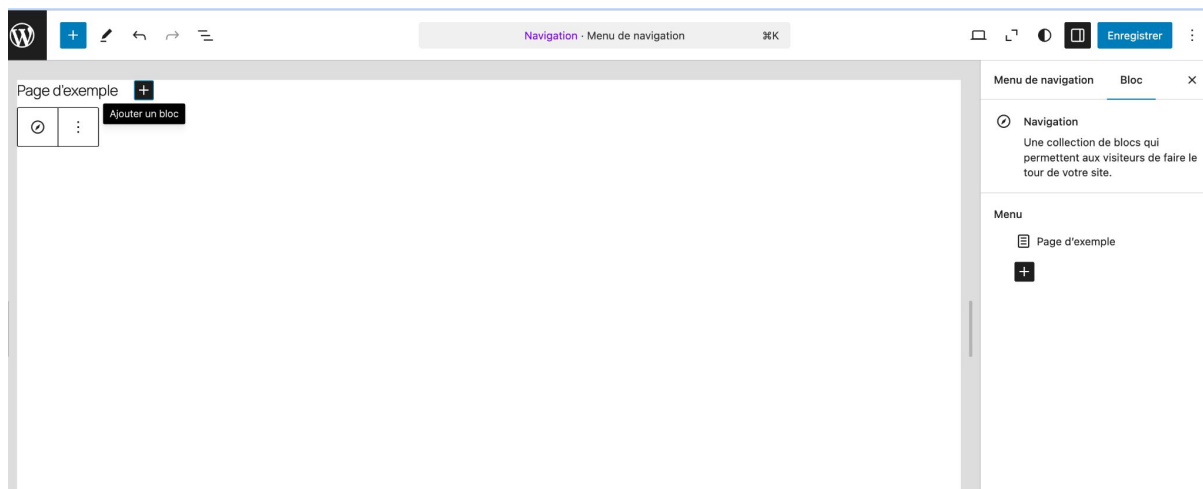 Navigation · Menu de navigation ⌘K
Enregistrer
Page d'exemple
Ajouter un bloc
Menu de navigation Bloc
Navigation
Une collection de blocs qui
permettent aux visiteurs de faire le
tour de votre site.
Menu
Page d'exemple